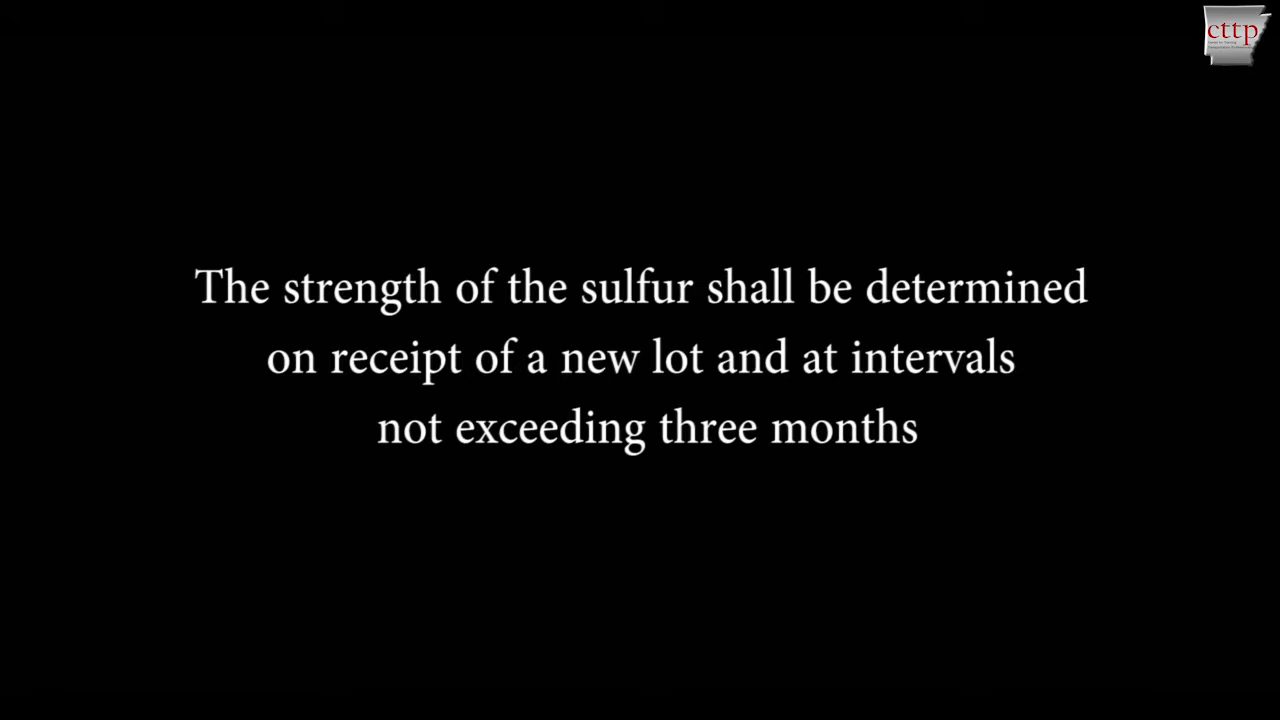 cttp
The strength of the sulfur shall be determined
on receipt of a new lot and at intervals
not exceeding three months